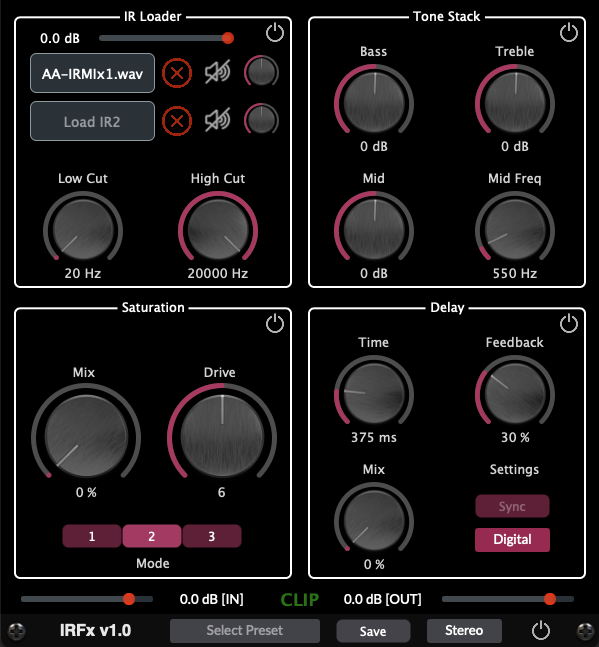 IR Loader
0.0 dB
AA-IRMIx1.wav
Load IR2
Low Cut
High Cut
20 Hz
20000 Hz
Tone Stack
Bass
Treble
0 dB
0 dB
Mid
Mid Freq
0 dB
550 Hz
Saturation
Mix
Drive
0 %
6
1
2
3
Mode
Delay
Time
Feedback
375 ms
30 %
Mix
Settings
Sync
Digital
0 %
0.0 dB [IN]
CLIP
0.0 dB [OUT]
IRFx v1.0
Select Preset
Save
Stereo